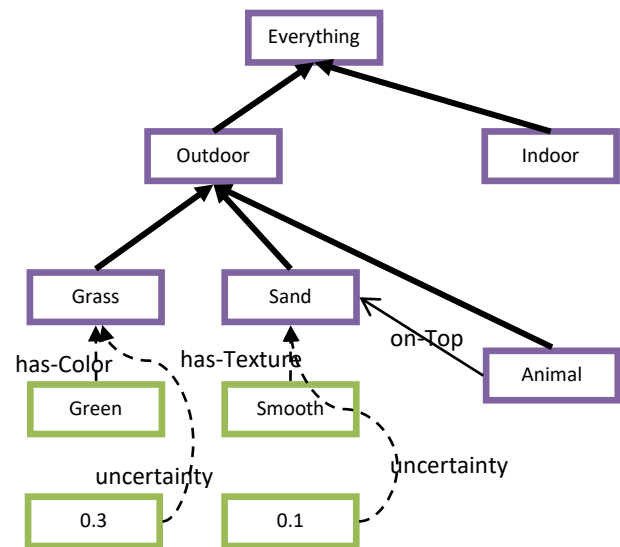 Everything
Outdoor
Indoor
Grass
Sand
on-Top
has-Color
has-Texture
Animal
Green
Smooth
uncertainty
uncertainty
0.3
0.1